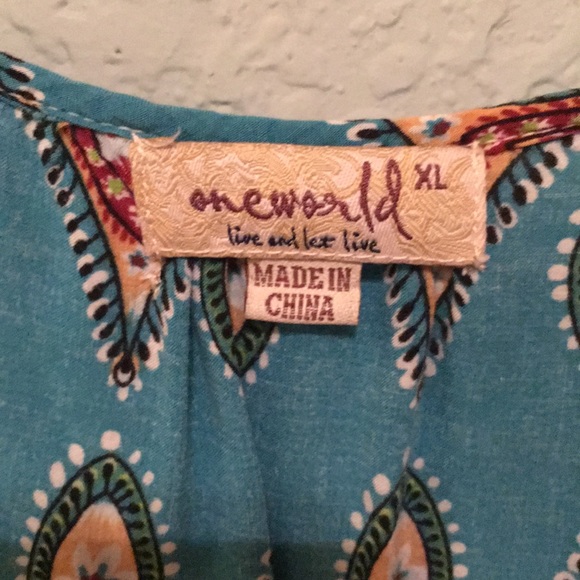 oneworld XL
live and let live
MADE IN
CHINA